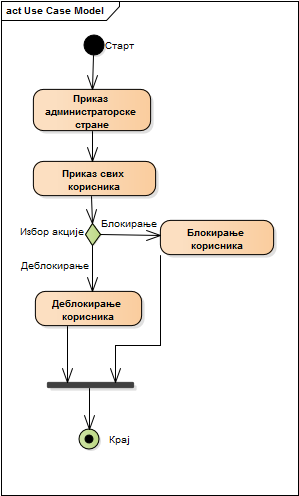 act Use Case Model
Старт
Приказ
администраторске
стране
Приказ свих
корисника
Избор акције
Блокирање
Блокирање
корисника
Деблокирање
Деблокирање
корисника
Крај